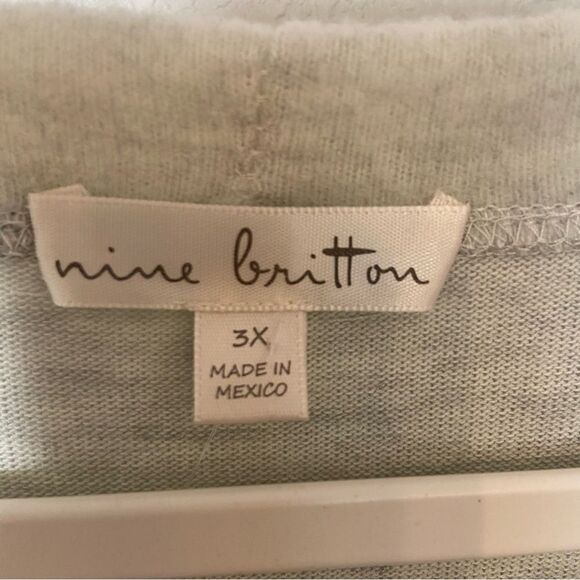 nine britton
3X
MADE IN
MEXICO